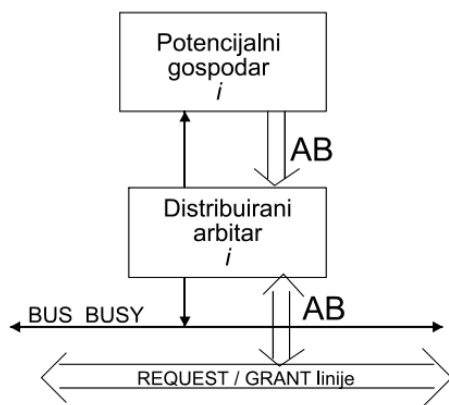 Potencijalni
gospodar
i
AB
Distribuirani
arbitar
i
AB
BUS BUSY
REQUEST / GRANT linije